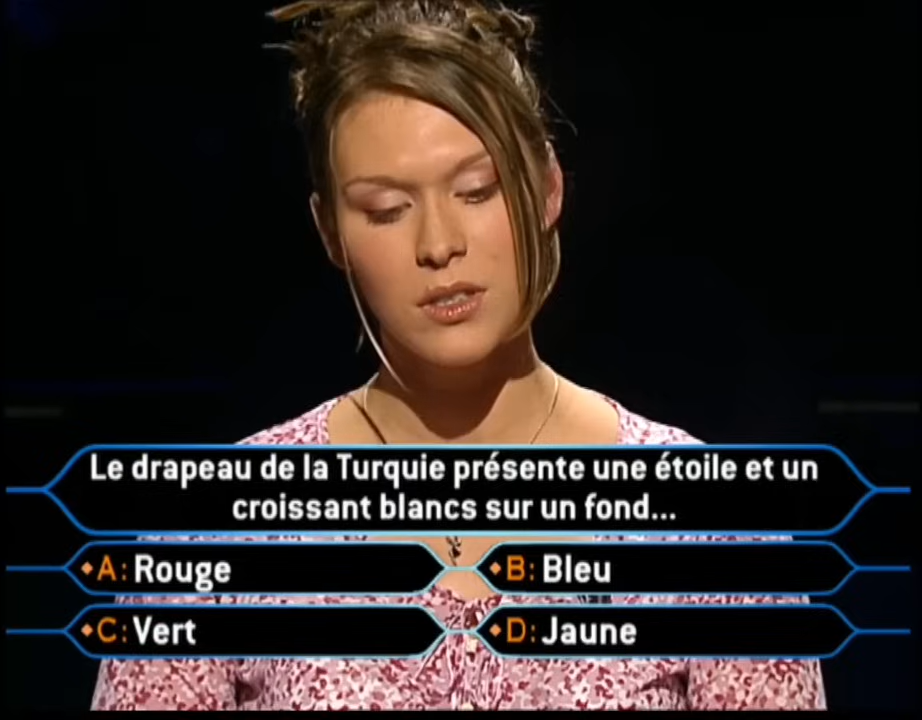 Le drapeau de la Turquie présente une étoile et un
croissant blancs sur un fond...
A: Rouge
B: Bleu
C: Vert
D: Jaune